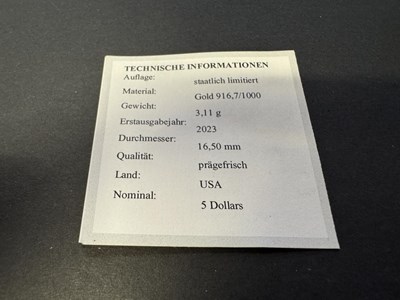 TECHNISCHE INFORMATIONEN
Auflage: staatlich limitiert
Material: Gold 916,7/1000
Gewicht: 3,11 g
Erstausgabejahr: 2023
Durchmesser: 16,50 mm
Qualität: prägefrisch
Land: USA
Nominal: 5 Dollars